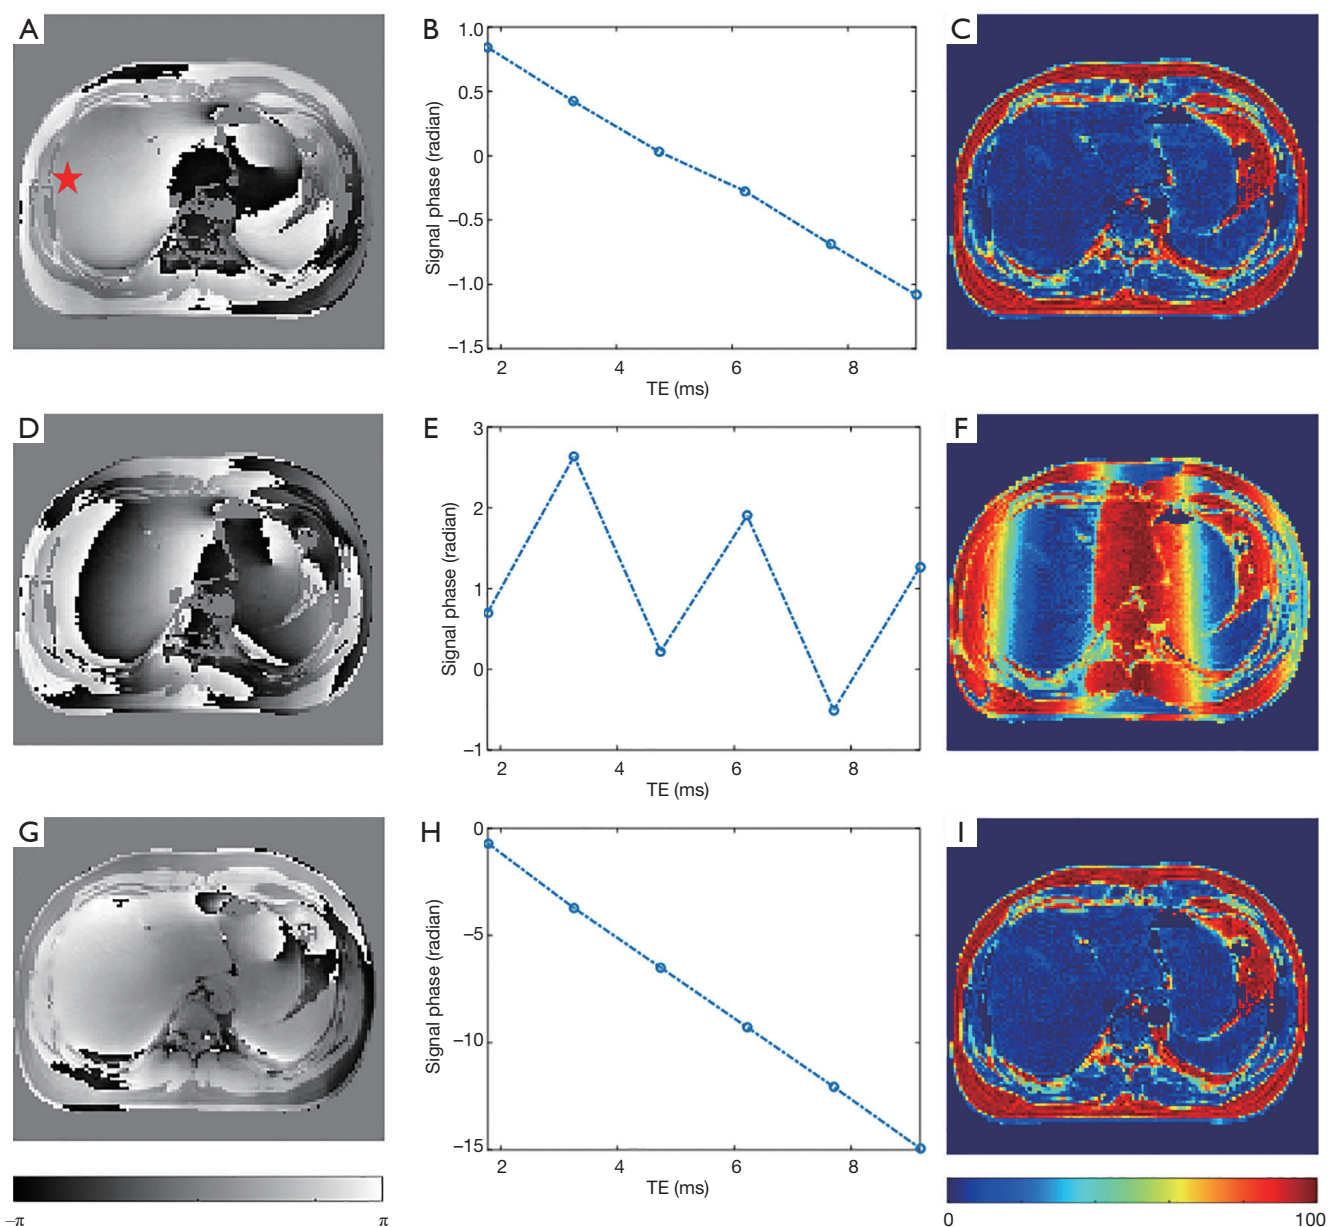 A
B
C
1.0
0.5
0
−0.5
−1.0
−1.5
Signal phase (radian)
2 4 6 8
TE (ms)
D
E
F
3
2
1
0
−1
Signal phase (radian)
2 4 6 8
TE (ms)
G
H
I
0
−5
−10
−15
Signal phase (radian)
2 4 6 8
TE (ms)
−π π
0 100